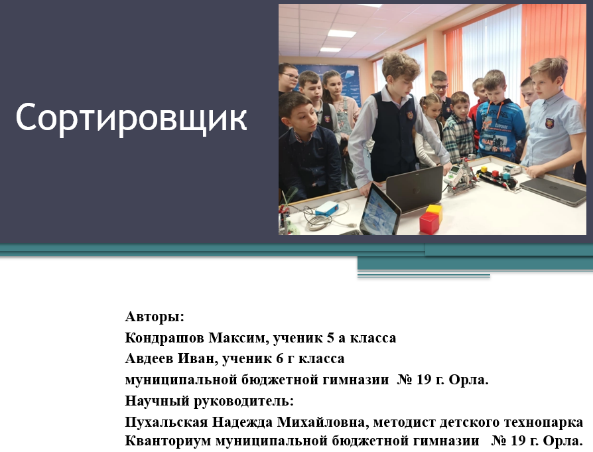 Сортировщик
Авторы:
Кондрашов Максим, ученик 5 а класса
Авдеев Иван, ученик 6 г класса
муниципальной бюджетной гимназии № 19 г. Орла.
Научный руководитель:
Пухальская Надежда Михайловна, методист детского технопарка
Кванториум муниципальной бюджетной гимназии № 19 г. Орла.